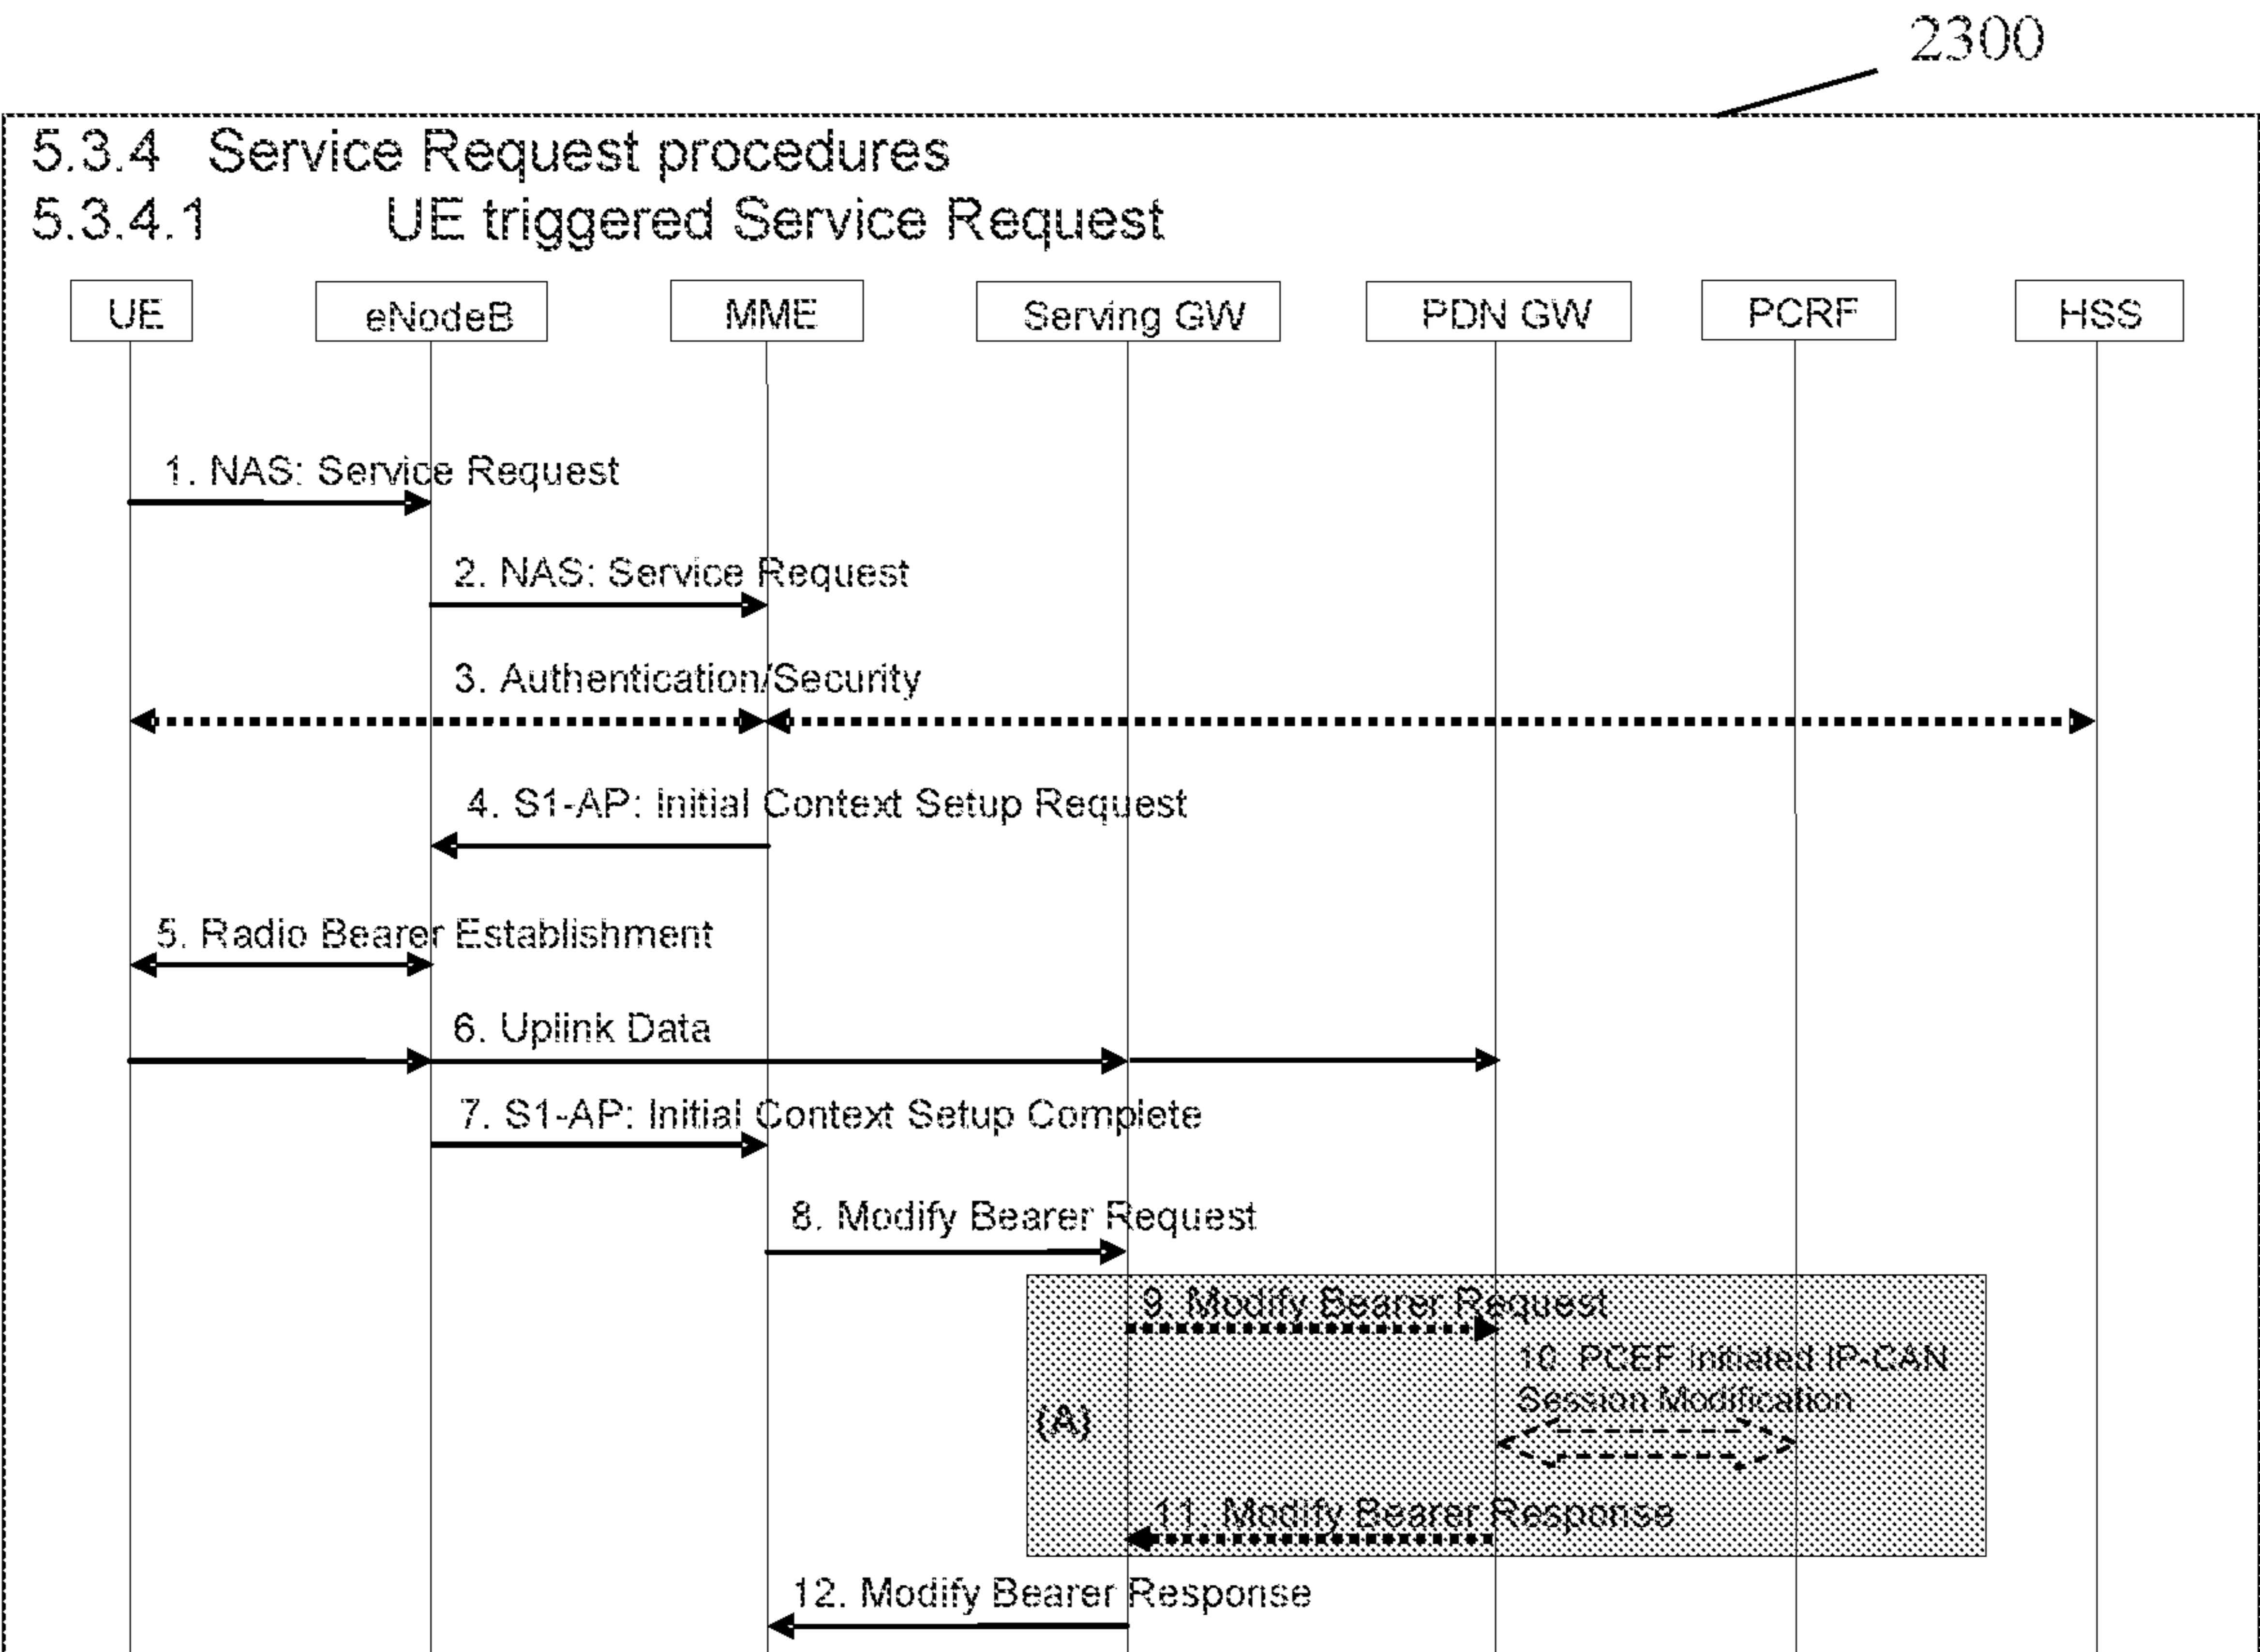 2300
5.3.4 Service Request procedures
5.3.4.1 UE triggered Service Request
UE eNodeB MME Serving GW PDN GW PCRF HSS
1. NAS: Service Request
2. NAS: Service Request
3. Authentication/Security
4. S1-AP: Initial Context Setup Request
5. Radio Bearer Establishment
6. Uplink Data
7. S1-AP: Initial Context Setup Complete
8. Modify Bearer Request
9. Modify Bearer Request
10. PCEF Initiated IP-CAN
Session Modification
(A)
11. Modify Bearer Response
12. Modify Bearer Response